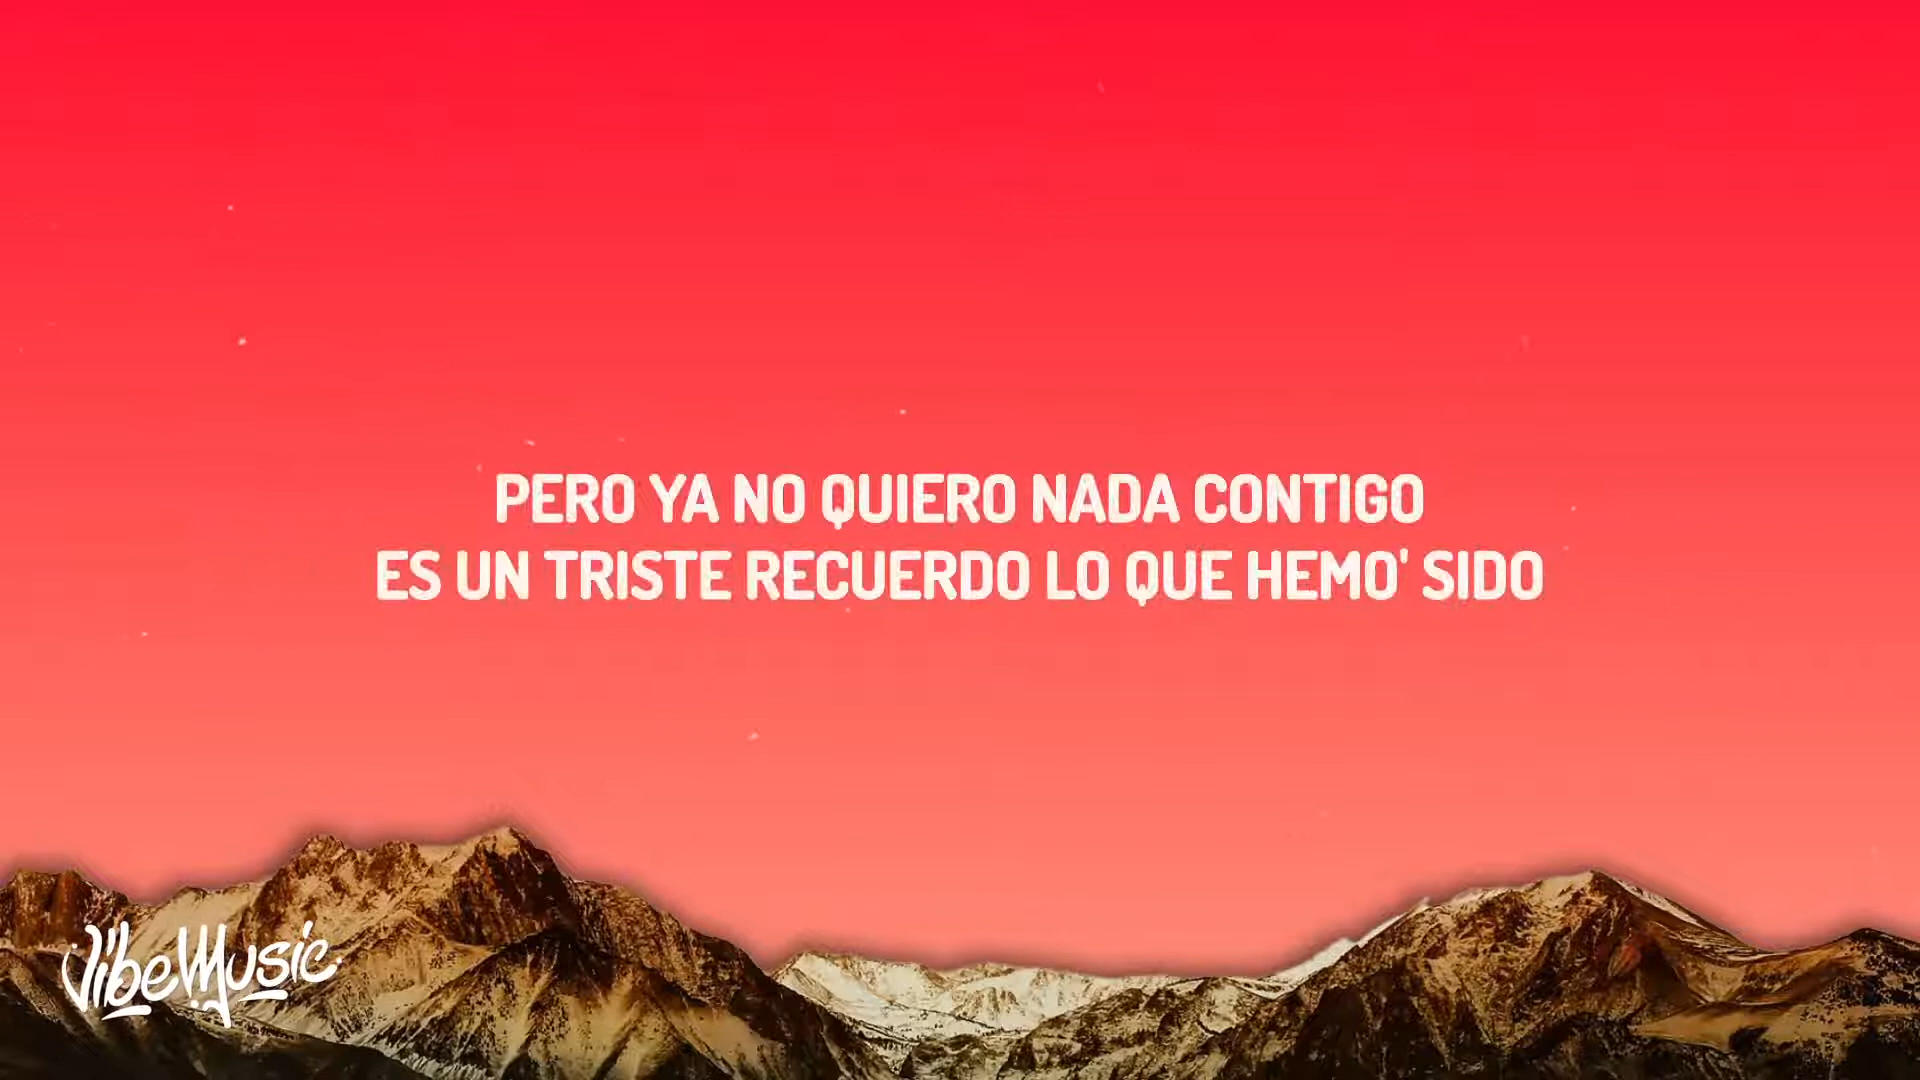 PERO YA NO QUIERO NADA CONTIGO
ES UN TRISTE RECUERDO LO QUE HEMO' SIDO
VibeMusic